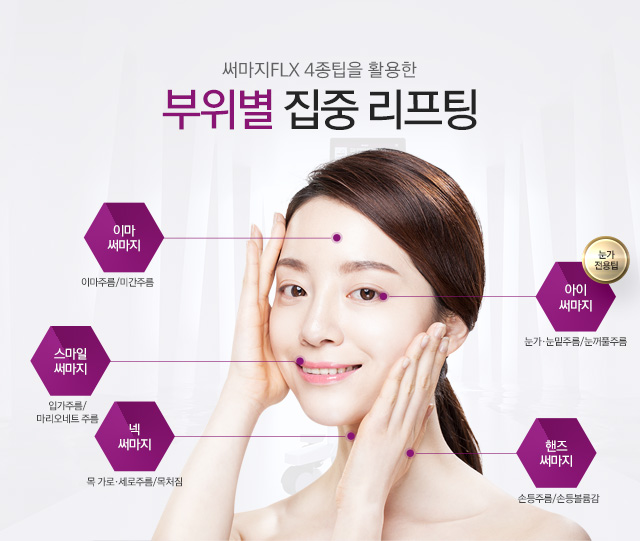 써마지FLX 4종팁을 활용한
부위별 집중 리프팅
이마
써마지
이마주름/미간주름
눈가
전용팁
아이
써마지
눈가·눈밑주름/눈꺼풀주름
스마일
써마지
입가주름/
마리오네트 주름
넥
써마지
목 가로·세로주름/목처짐
핸즈
써마지
손등주름/손등볼륨감